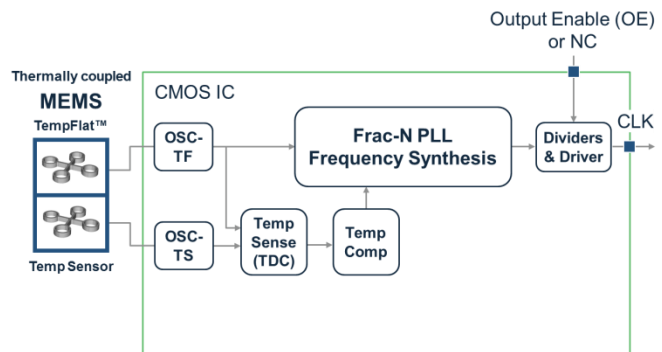 Output Enable (OE)
or NC
Thermally coupled
MEMS
TempFlat™
CMOS IC
CLK
OSC-
TF
Frac-N PLL
Frequency Synthesis
Dividers
& Driver
OSC-
TS
Temp
Sense
(TDC)
Temp
Comp
Temp Sensor